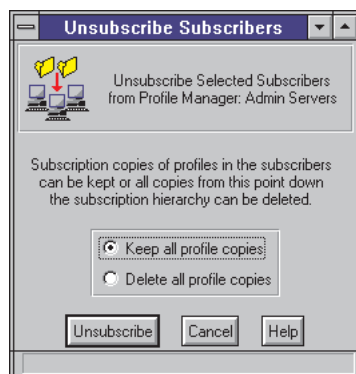 Unsubscribe Subscribers
Unsubscribe Selected Subscribers
from Profile Manager: Admin Servers
Subscription copies of profiles in the subscribers
can be kept or all copies from this point down
the subscription hierarchy can be deleted.
Keep all profile copies
Delete all profile copies
Unsubscribe Cancel Help